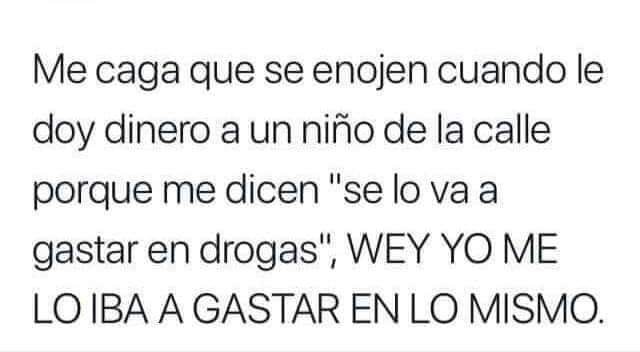 Me caga que se enojen cuando le
doy dinero a un niño de la calle
porque me dicen "se lo va a
gastar en drogas", WEY YO ME
LO IBA A GASTAR EN LO MISMO.